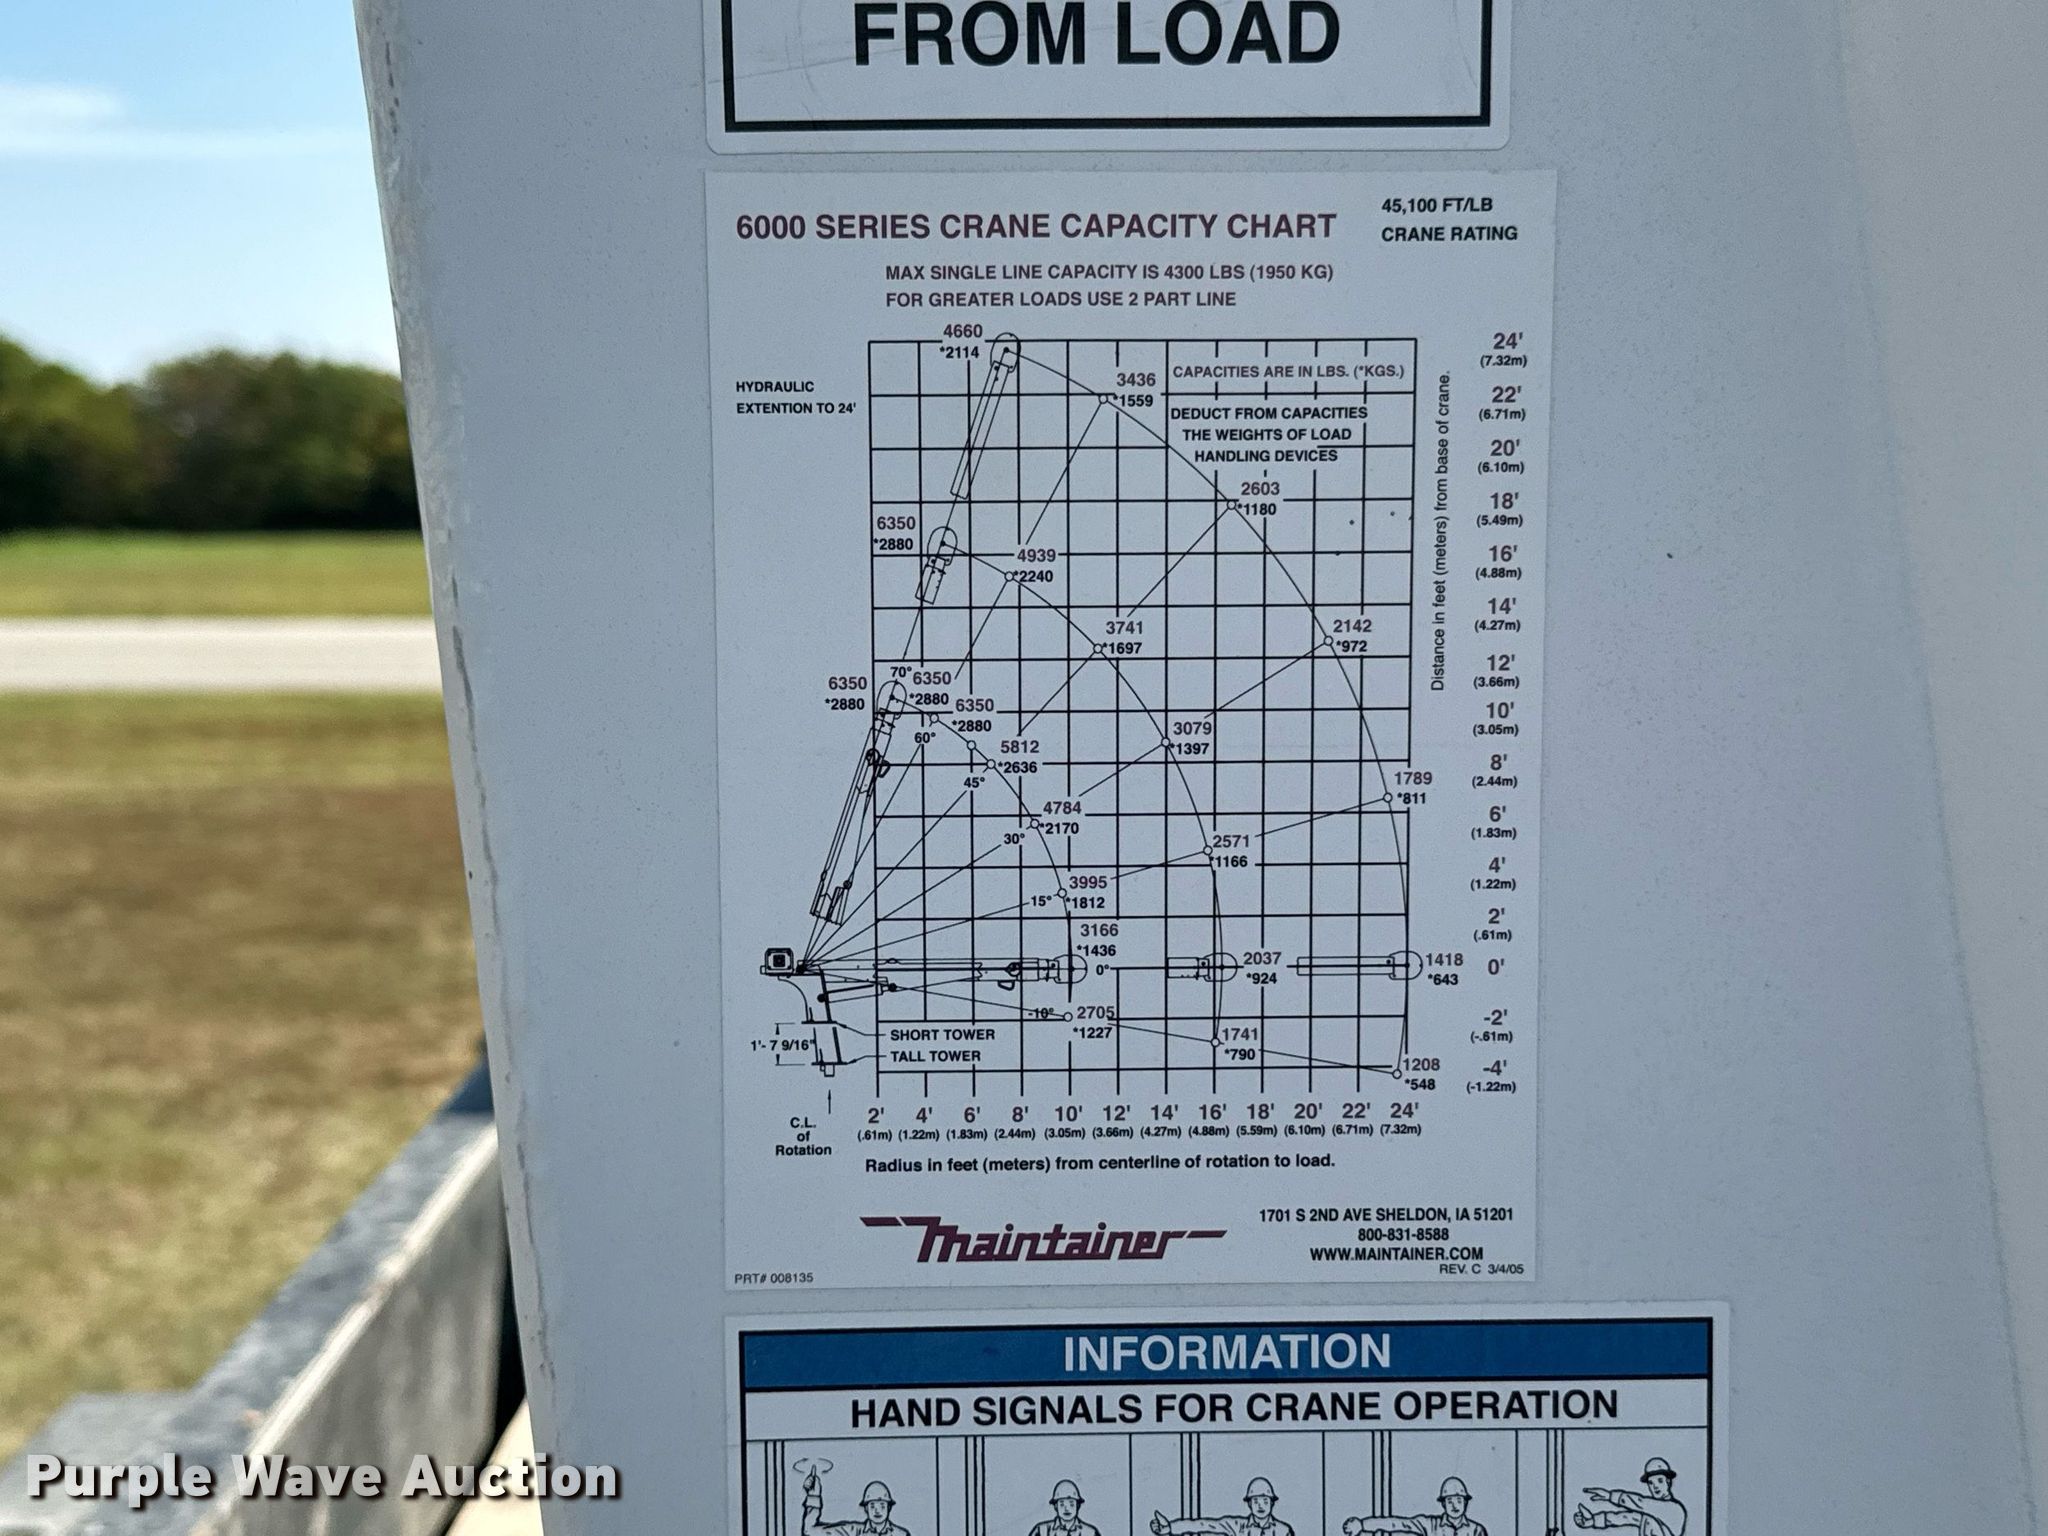 FROM LOAD
6000 SERIES CRANE CAPACITY CHART
45,100 FT/LB
CRANE RATING
MAX SINGLE LINE CAPACITY IS 4300 LBS (1950 KG)
FOR GREATER LOADS USE 2 PART LINE
HYDRAULIC
EXTENTION TO 24'
CAPACITIES ARE IN LBS. (*KGS.)
DEDUCT FROM CAPACITIES
THE WEIGHTS OF LOAD
HANDLING DEVICES
4660
*2114
3436
*1559
2603
*1180
2142
*972
1789
*811
1418
*643
1208
*548
6350
*2880
4939
*2240
3741
*1697
3079
*1397
2571
*1166
2037
*924
1741
*790
6350
*2880
70°
6350
*2880
60°
6350
*2880
5812
*2636
45°
4784
*2170
30°
3995
*1812
15°
3166
*1436
0°
2705
*1227
-10°
SHORT TOWER
TALL TOWER
1'- 7 9/16"
C.L.
of
Rotation
24'
(7.32m)
22'
(6.71m)
20'
(6.10m)
18'
(5.49m)
16'
(4.88m)
14'
(4.27m)
12'
(3.66m)
10'
(3.05m)
8'
(2.44m)
6'
(1.83m)
4'
(1.22m)
2'
(.61m)
0'
-2'
(-.61m)
-4'
(-1.22m)
Distance in feet (meters) from base of crane.
2' 4' 6' 8' 10' 12' 14' 16' 18' 20' 22' 24'
(.61m) (1.22m) (1.83m) (2.44m) (3.05m) (3.66m) (4.27m) (4.88m) (5.59m) (6.10m) (6.71m) (7.32m)
Radius in feet (meters) from centerline of rotation to load.
Maintainer
1701 S 2ND AVE SHELDON, IA 51201
800-831-8588
WWW.MAINTAINER.COM
REV. C 3/4/05
PRT# 008135
INFORMATION
HAND SIGNALS FOR CRANE OPERATION
Purple Wave Auction